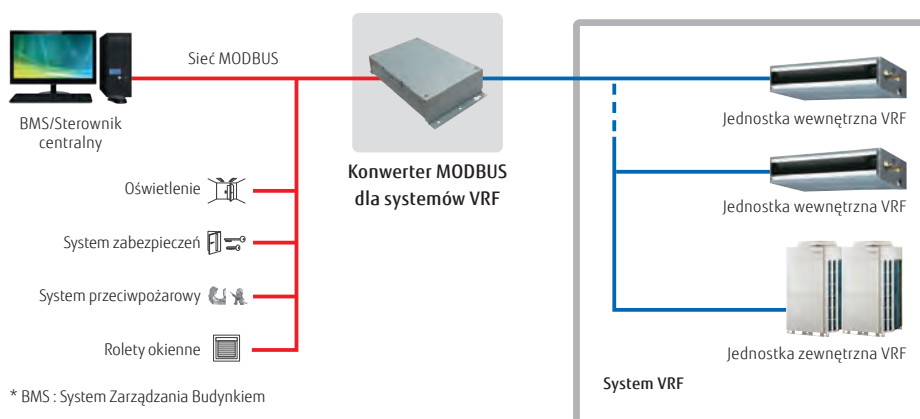 Sieć MODBUS
BMS/Sterownik
centralny
Konwerter MODBUS
dla systemów VRF
Oświetlenie
System zabezpieczeń
System przeciwpożarowy
Rolety okienne
* BMS : System Zarządzania Budynkiem
Jednostka wewnętrzna VRF
Jednostka wewnętrzna VRF
Jednostka zewnętrzna VRF
System VRF